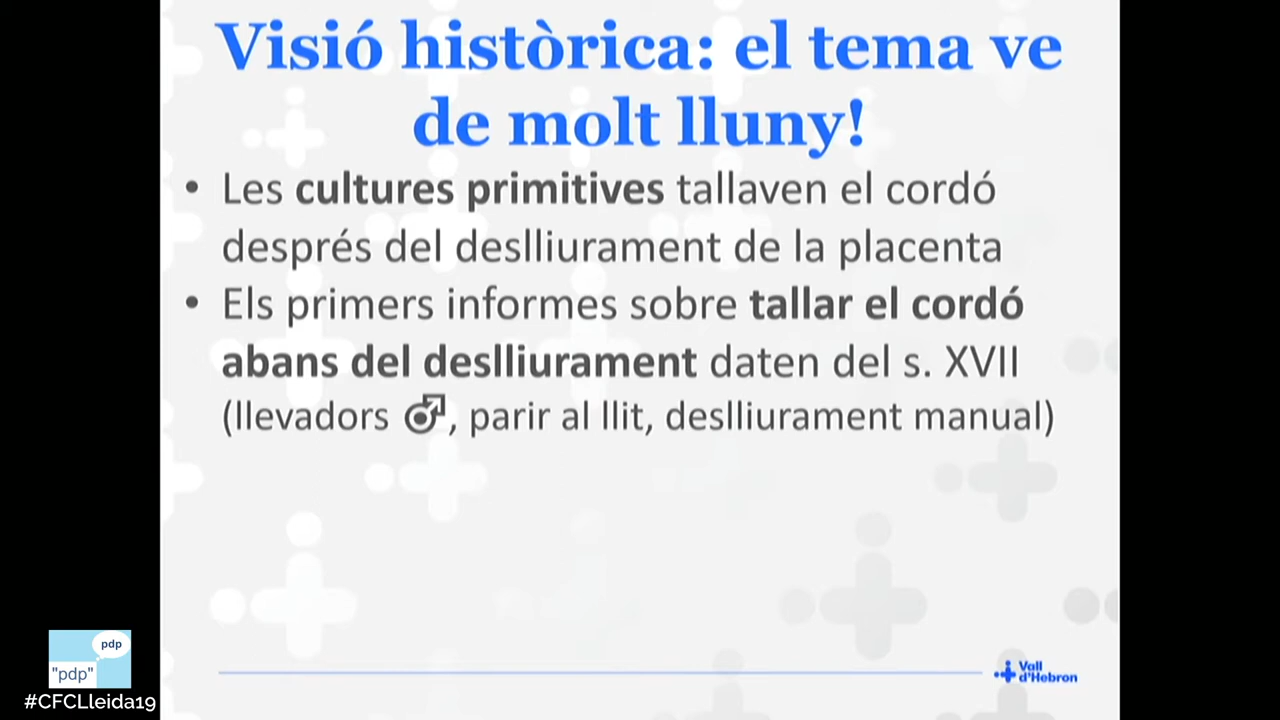 Visió històrica: el tema ve
de molt lluny!
• Les cultures primitives tallaven el cordó
després del deslliurament de la placenta
• Els primers informes sobre tallar el cordó
abans del deslliurament daten del s. XVII
(llevadors ♂, parir al llit, deslliurament manual)
pdp
"pdp"
#CFCLleida19
Vall
d'Hebron